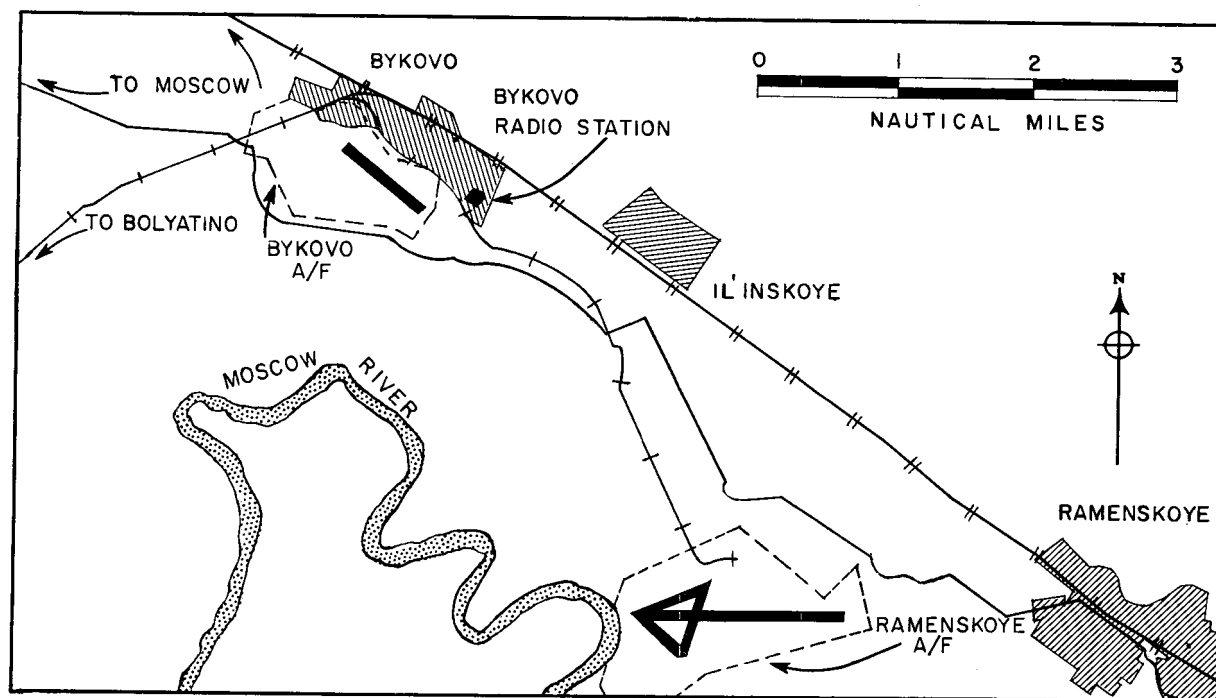 BYKOVO
0 1 2 3
TO MOSCOW
BYKOVO
RADIO STATION
NAUTICAL MILES
TO BOLYATINO
BYKOVO
A/F
IL'INSKOYE
N
MOSCOW RIVER
RAMENSKOYE
RAMENSKOYE
A/F